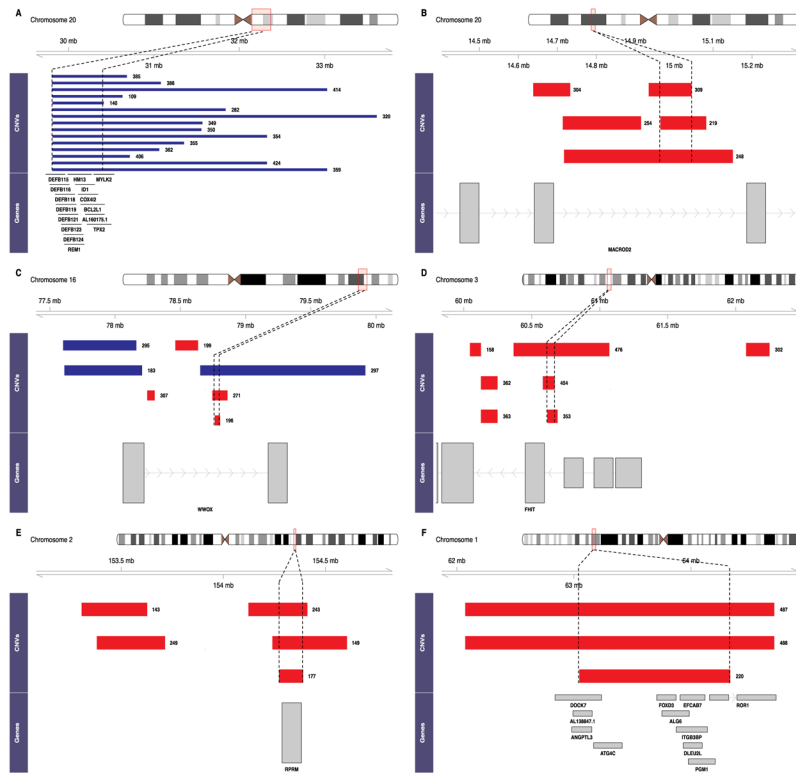 A
Chromosome 20
30 mb
32 mb
31 mb
33 mb
CNVs
385
386
414
109
140
282
320
349
350
354
355
362
406
424
359
Genes
DEFB115 HM13 MYLK2
DEFB116 ID1
DEFB118 COX4I2
DEFB119 BCL2L1
DEFB121 AL160175.1
DEFB123 TPX2
DEFB124
REM1
B
Chromosome 20
14.5 mb
14.7 mb
14.9 mb
15.1 mb
14.6 mb
14.8 mb
15 mb
15.2 mb
CNVs
304
309
254
219
248
Genes
MACROD2
C
Chromosome 16
77.5 mb
78.5 mb
79.5 mb
78 mb
79 mb
80 mb
CNVs
295
199
183
297
307
271
196
Genes
WWOX
D
Chromosome 3
60 mb
61 mb
62 mb
60.5 mb
61.5 mb
CNVs
158
476
302
362
404
363
353
Genes
FHIT
E
Chromosome 2
153.5 mb
154.5 mb
154 mb
CNVs
143
243
249
149
177
Genes
RPRM
F
Chromosome 1
62 mb
64 mb
63 mb
CNVs
487
488
220
Genes
DOCK7 FOXD3 EFCAB7 ROR1
AL138847.1 ALG6
ANGPTL3 ITGB3BP
ATG4C DLEU2L
PGM1